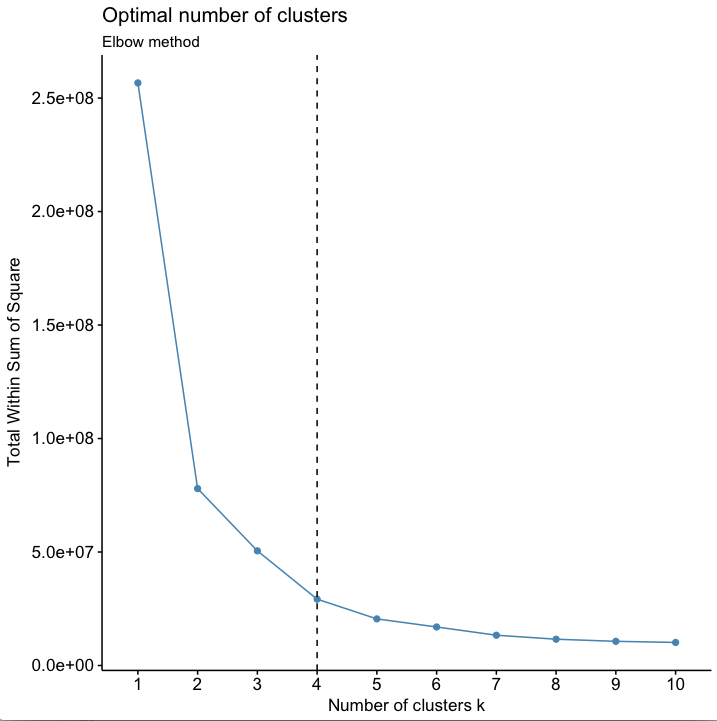 Optimal number of clusters
Elbow method
Total Within Sum of Square
2.5e+08
2.0e+08
1.5e+08
1.0e+08
5.0e+07
0.0e+00
1 2 3 4 5 6 7 8 9 10
Number of clusters k